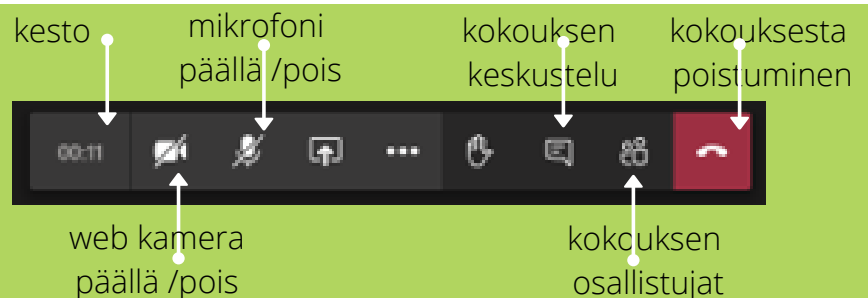 kesto
mikrofoni
päällä /pois
kokouksen
keskustelu
kokouksesta
poistuminen
00:11
web kamera
päällä /pois
kokouksen
osallistujat